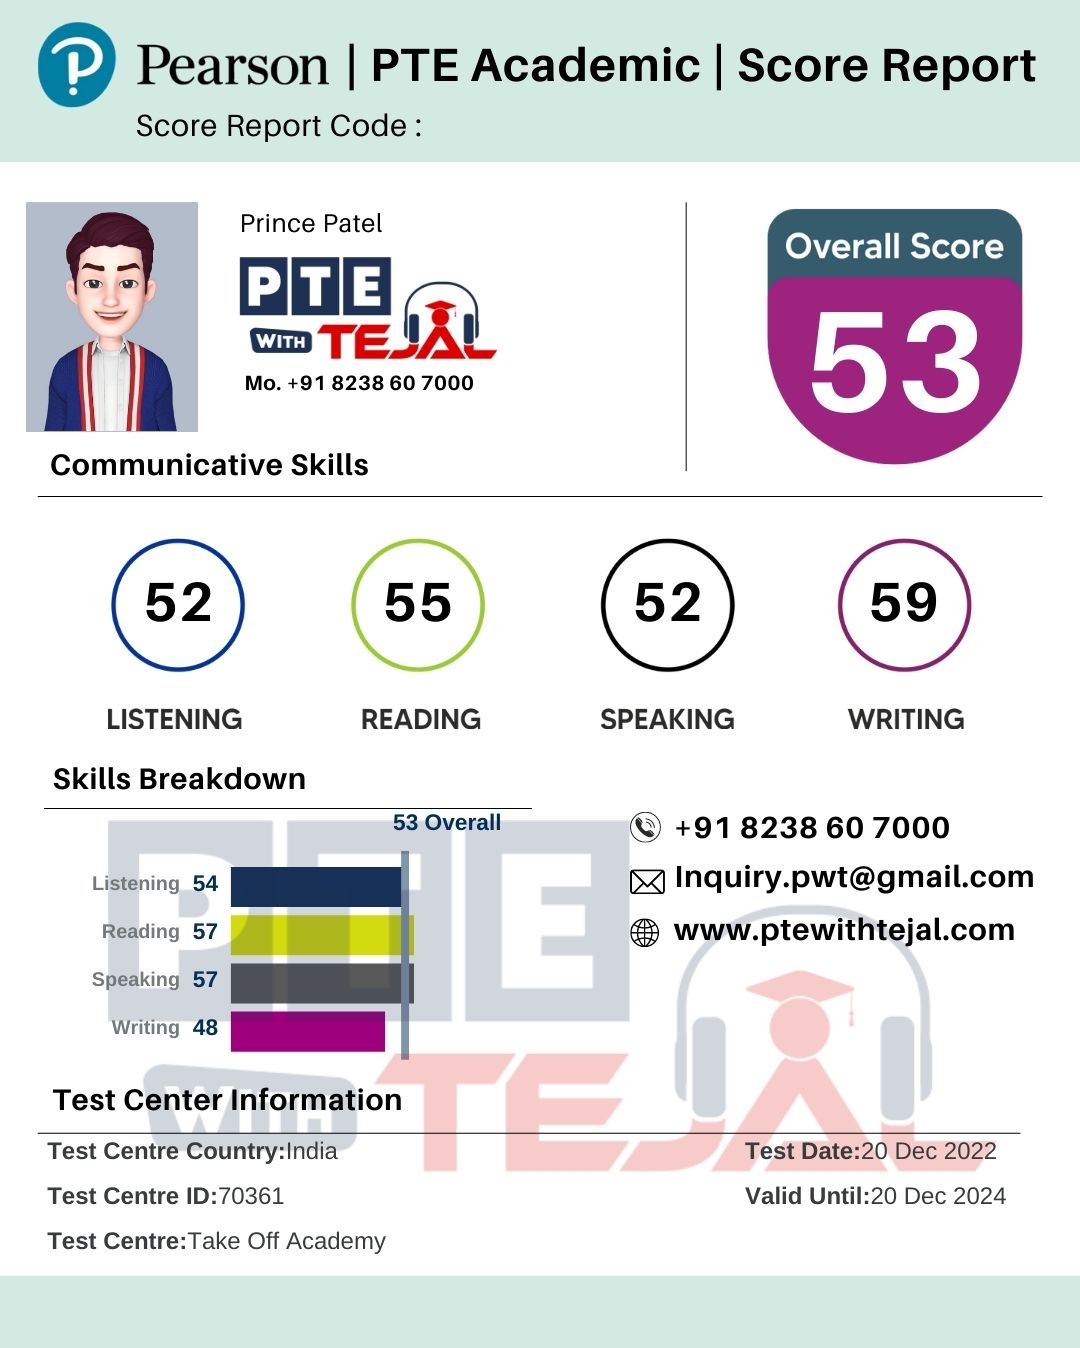 Pearson | PTE Academic | Score Report
Score Report Code :
Prince Patel
PTE
WITH TEJAL
Mo. +91 8238 60 7000
Overall Score
53
Communicative Skills
52 55 52 59
LISTENING READING SPEAKING WRITING
Skills Breakdown
53 Overall
Listening 54
Reading 57
Speaking 57
Writing 48
+91 8238 60 7000
Inquiry.pwt@gmail.com
www.ptewithtejal.com
PTE
WITH TEJAL
Test Center Information
Test Centre Country:India
Test Date:20 Dec 2022
Test Centre ID:70361
Valid Until:20 Dec 2024
Test Centre:Take Off Academy